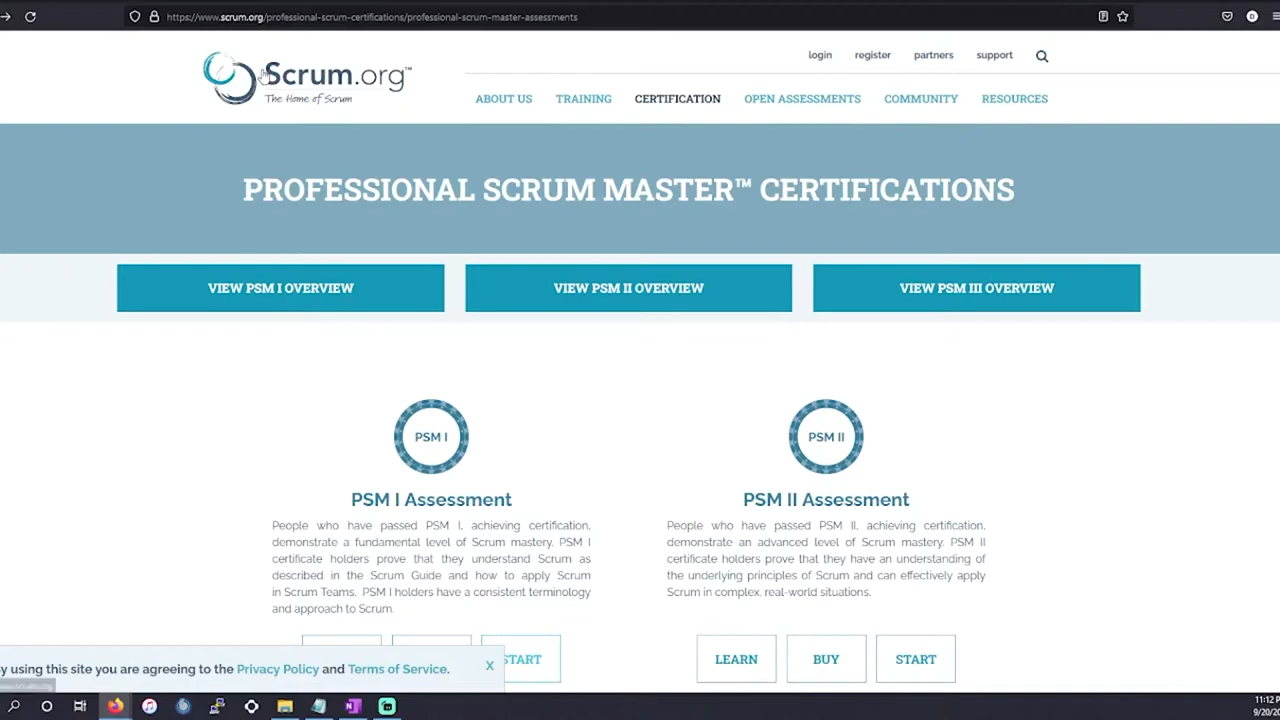 https://www.scrum.org/professional-scrum-certifications/professional-scrum-master-assessments
login register partners support
Scrum.org™
The Home of Scrum
ABOUT US TRAINING CERTIFICATION OPEN ASSESSMENTS COMMUNITY RESOURCES
PROFESSIONAL SCRUM MASTER™ CERTIFICATIONS
VIEW PSM I OVERVIEW VIEW PSM II OVERVIEW VIEW PSM III OVERVIEW
PSM I
PSM I Assessment
People who have passed PSM I, achieving certification,
demonstrate a fundamental level of Scrum mastery. PSM I
certificate holders prove that they understand Scrum as
described in the Scrum Guide and how to apply Scrum
in Scrum Teams. PSM I holders have a consistent terminology
and approach to Scrum.
START
PSM II
PSM II Assessment
People who have passed PSM II, achieving certification,
demonstrate an advanced level of Scrum mastery. PSM II
certificate holders prove that they have an understanding of
the underlying principles of Scrum and can effectively apply
Scrum in complex, real-world situations.
LEARN BUY START
y using this site you are agreeing to the Privacy Policy and Terms of Service. X
11:12 P
9/20/20